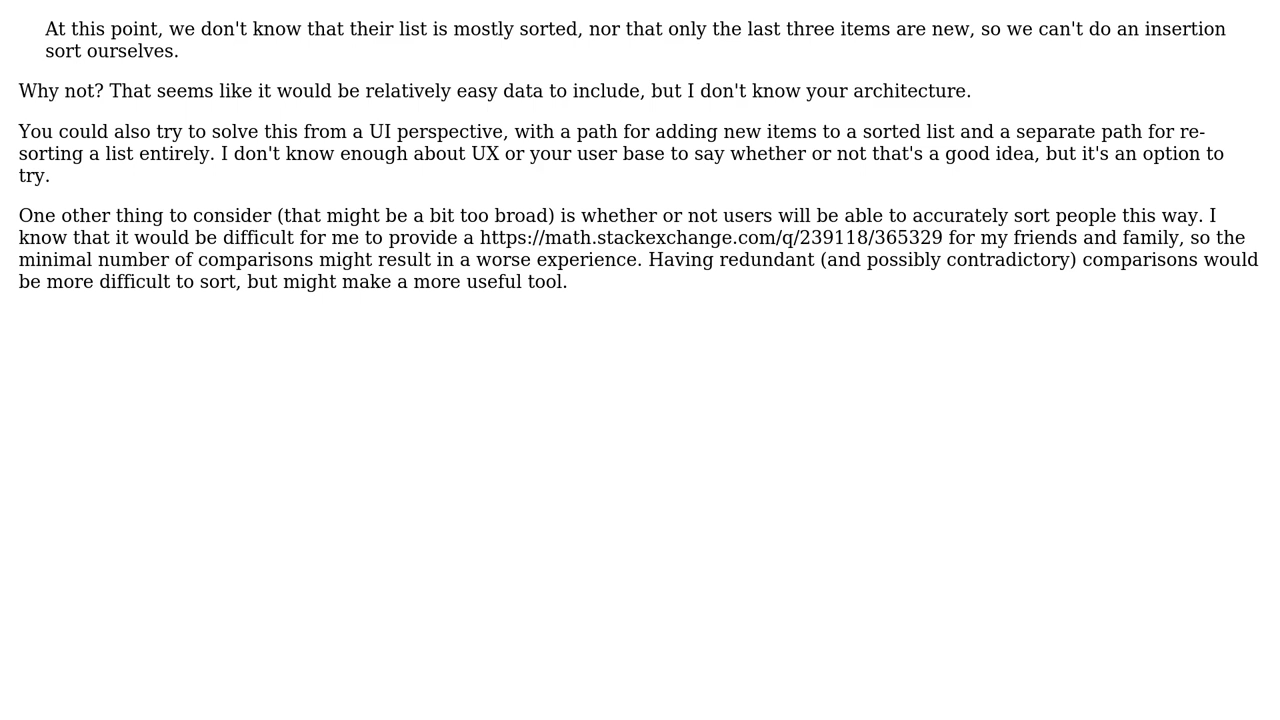 At this point, we don't know that their list is mostly sorted, nor that only the last three items are new, so we can't do an insertion
sort ourselves.
Why not? That seems like it would be relatively easy data to include, but I don't know your architecture.
You could also try to solve this from a UI perspective, with a path for adding new items to a sorted list and a separate path for re-
sorting a list entirely. I don't know enough about UX or your user base to say whether or not that's a good idea, but it's an option to
try.
One other thing to consider (that might be a bit too broad) is whether or not users will be able to accurately sort people this way. I
know that it would be difficult for me to provide a https://math.stackexchange.com/q/239118/365329 for my friends and family, so the
minimal number of comparisons might result in a worse experience. Having redundant (and possibly contradictory) comparisons would
be more difficult to sort, but might make a more useful tool.